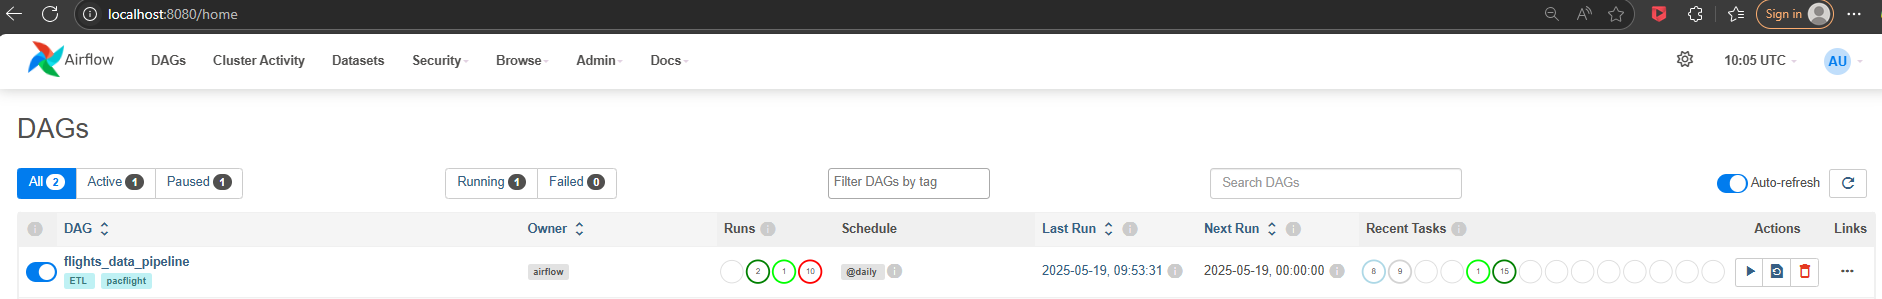 localhost:8080/home
Sign in
Airflow DAGs Cluster Activity Datasets Security Browse Admin Docs 10:05 UTC AU
DAGs
All 2 Active 1 Paused 1 Running 1 Failed 0 Filter DAGs by tag Search DAGs Auto-refresh
DAG Owner Runs Schedule Last Run Next Run Recent Tasks Actions Links
flights_data_pipeline
ETL pacflight
airflow 2 1 10 @daily 2025-05-19, 09:53:31 2025-05-19, 00:00:00 8 9 1 15